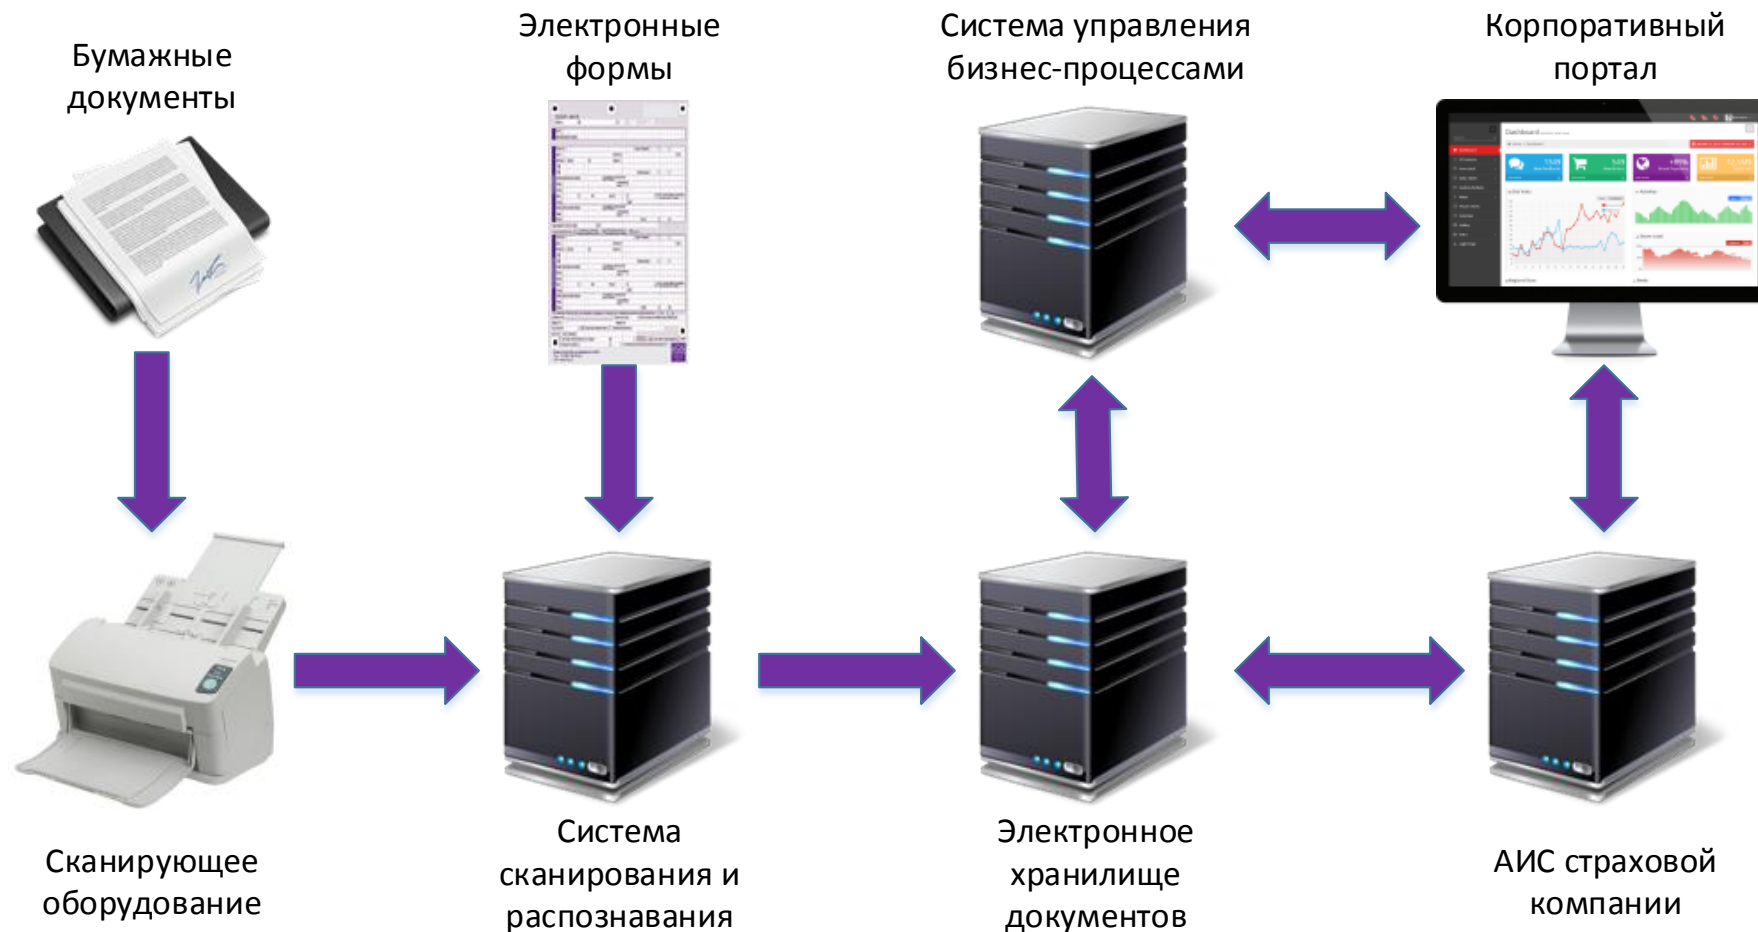 Бумажные
документы
Электронные
формы
Система управления
бизнес-процессами
Корпоративный
портал
Dashboard
Сканирующее
оборудование
Система
сканирования и
распознавания
Электронное
хранилище
документов
АИС страховой
компании